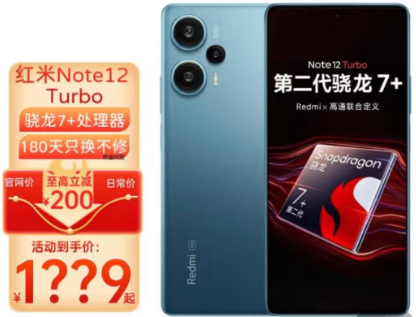 红米Note12
Turbo
骁龙7+处理器
180天只换不修
官网价
至高立减
¥200
日常价
活动到手价:
¥1??9起
Redmi 5G
Note 12 Turbo
第二代骁龙 7+
Redmi × 高通联合定义
Snapdragon
骁龙
7+
第二代